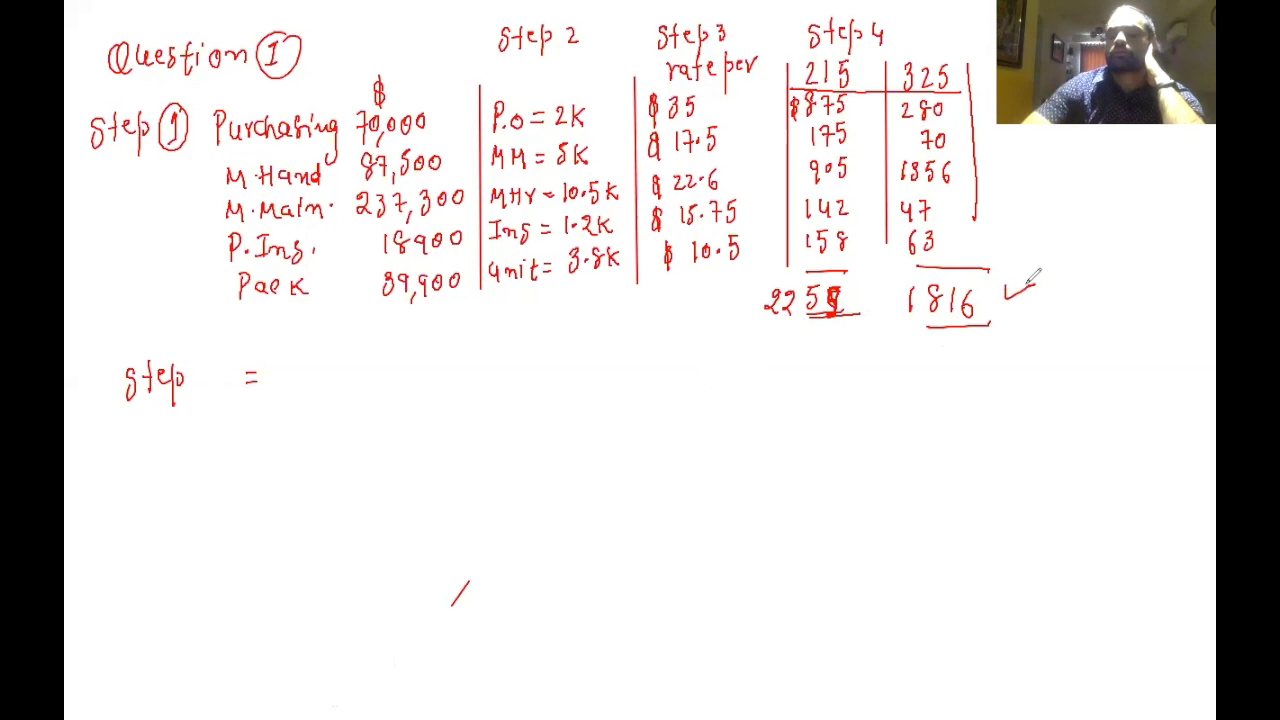 Question 1
Step 2
Step 3
rate per
Step 4
215 325
Step 1 Purchasing $ 70,000 P.O = 2K $35 $875 280
M.Hand 87,500 MM = 5K $ 17.5 175 70
M.Main. 237,300 MHr = 10.5K $ 22.6 905 1356
P.Ins. 18900 Ins = 1.2K $ 15.75 142 47
Pack 39,900 Unit = 3.8K $ 10.5 158 63
1816
Step =